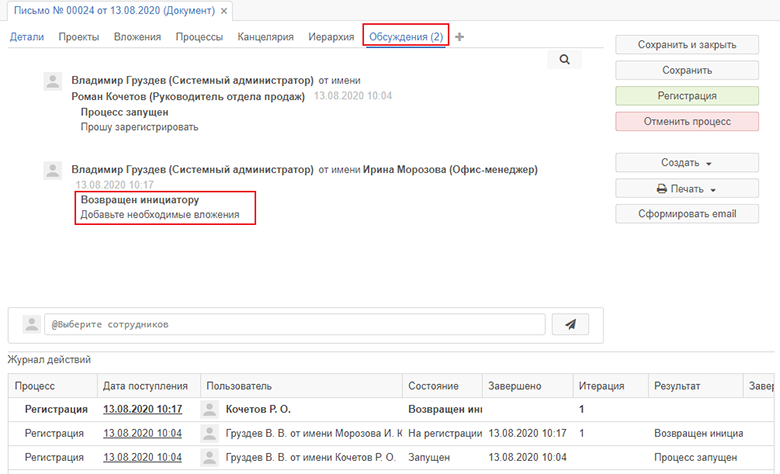 Письмо № 00024 от 13.08.2020 (Документ) ×
Детали Проекты Вложения Процессы Канцелярия Иерархия Обсуждения (2)
Сохранить и закрыть
Сохранить
Регистрация
Отменить процесс
Создать
Печать
Сформировать email
Владимир Груздев (Системный администратор) от имени
Роман Кочетов (Руководитель отдела продаж) 13.08.2020 10:04
Процесс запущен
Прошу зарегистрировать
Владимир Груздев (Системный администратор) от имени Ирина Морозова (Офис-менеджер)
13.08.2020 10:17
Возвращен инициатору
Добавьте необходимые вложения
@Выберите сотрудников
Журнал действий
Процесс Дата поступления Пользователь Состояние Завершено Итерация Результат Завер
Регистрация 13.08.2020 10:17 Кочетов Р. О. Возвращен ини 1
Регистрация 13.08.2020 10:04 Груздев В. В. от имени Морозова И. К На регистрации 13.08.2020 10:17 1 Возвращен инициа
Регистрация 13.08.2020 10:04 Груздев В. В. от имени Кочетов Р. О. Запущен 13.08.2020 10:04 Процесс запущен